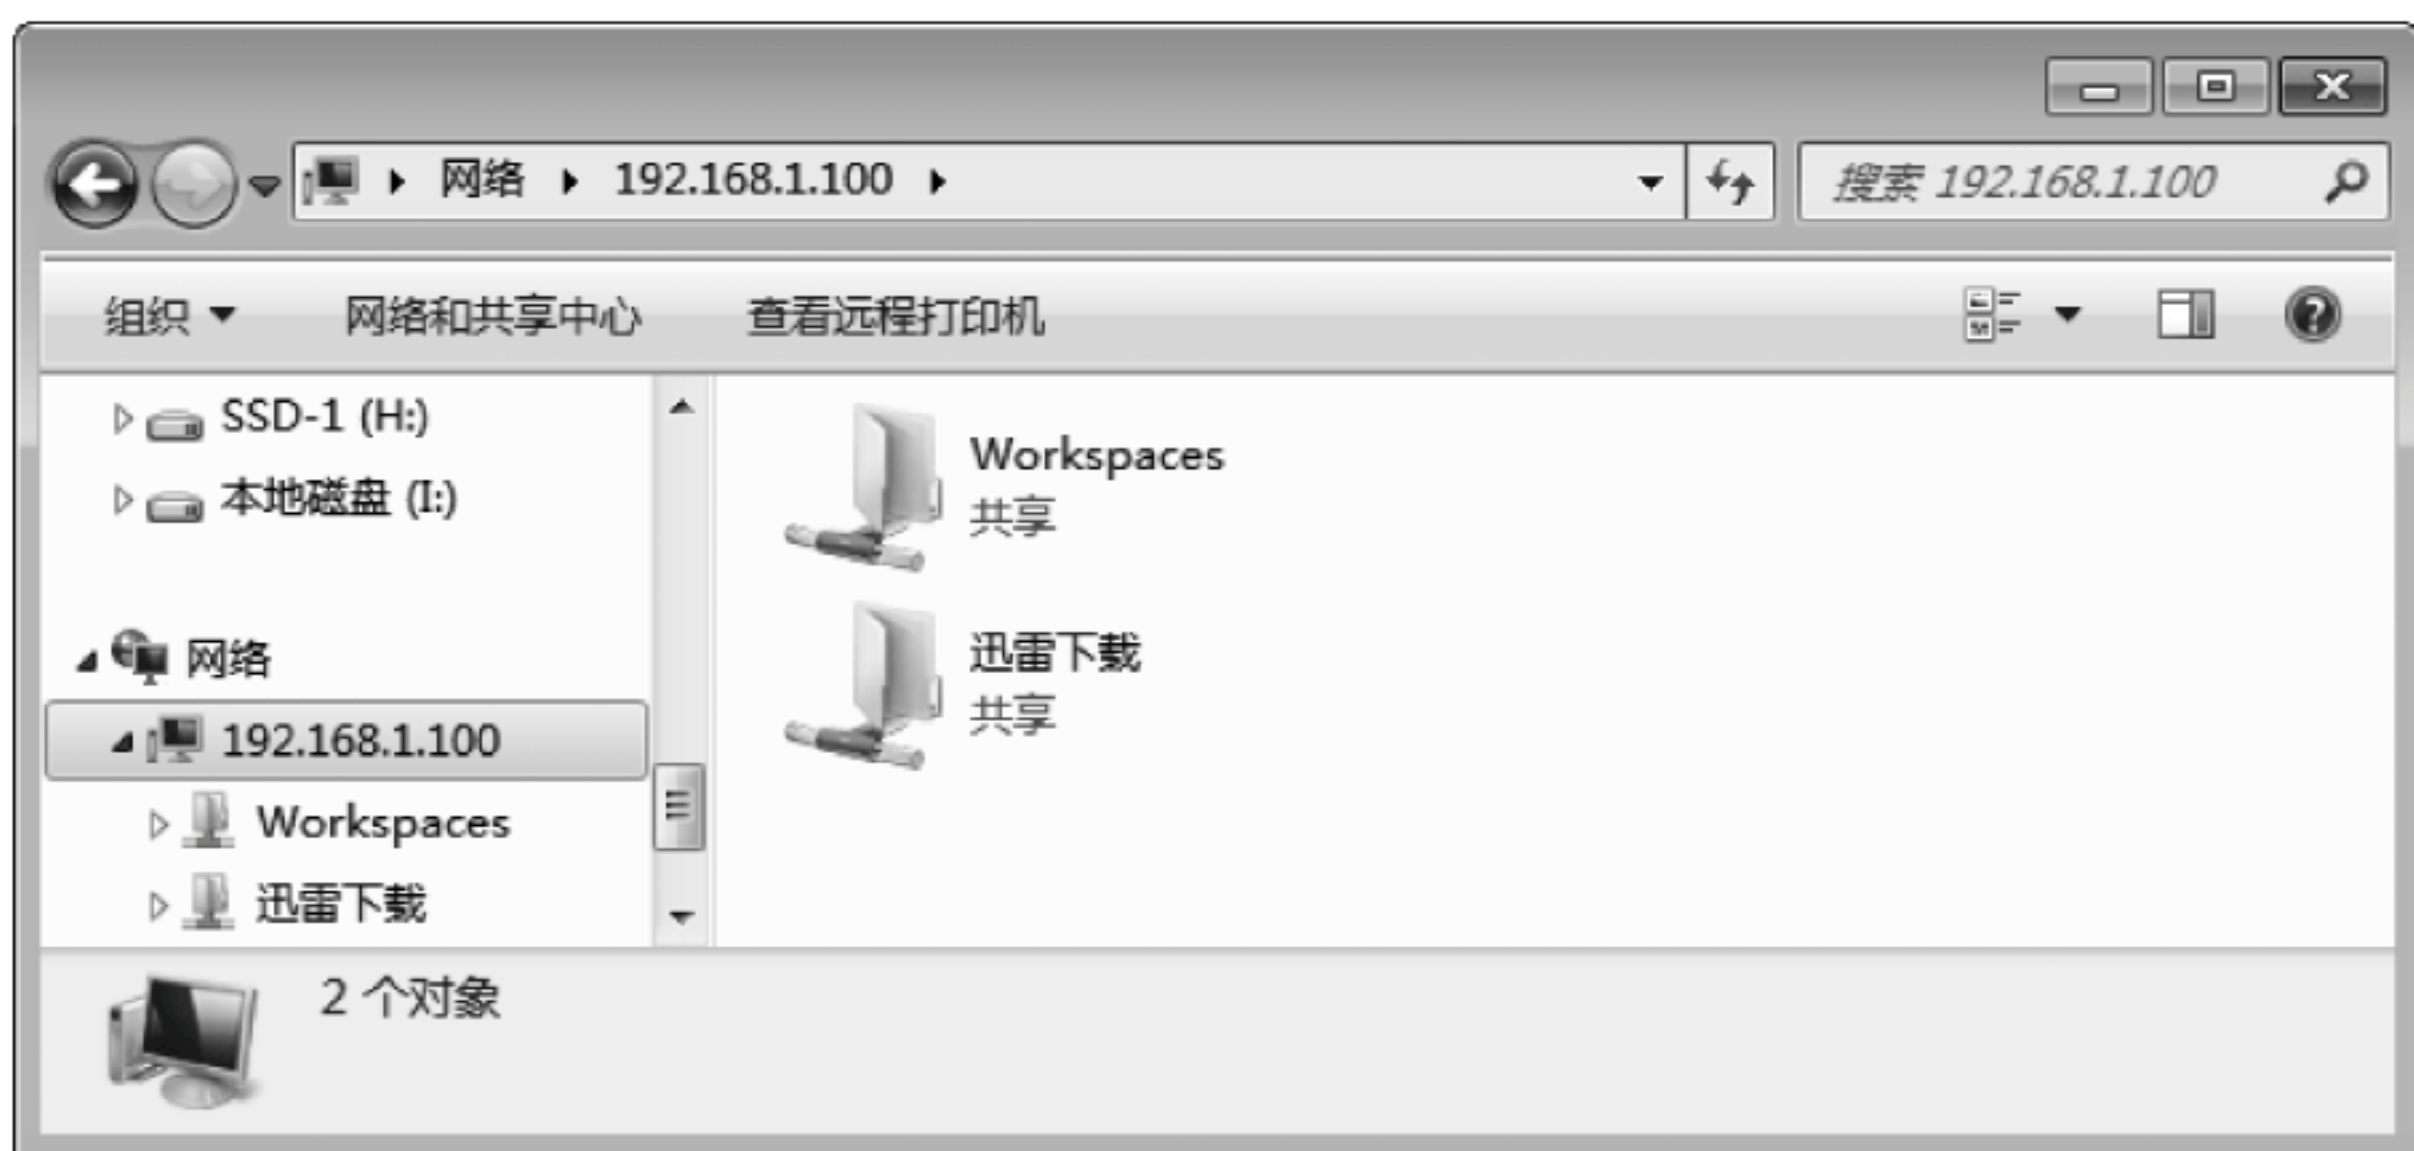 网络 192.168.1.100
搜索 192.168.1.100
组织 网络和共享中心 查看远程打印机
SSD-1 (H:)
本地磁盘 (I:)
网络
192.168.1.100
Workspaces
迅雷下载
Workspaces
共享
迅雷下载
共享
2 个对象